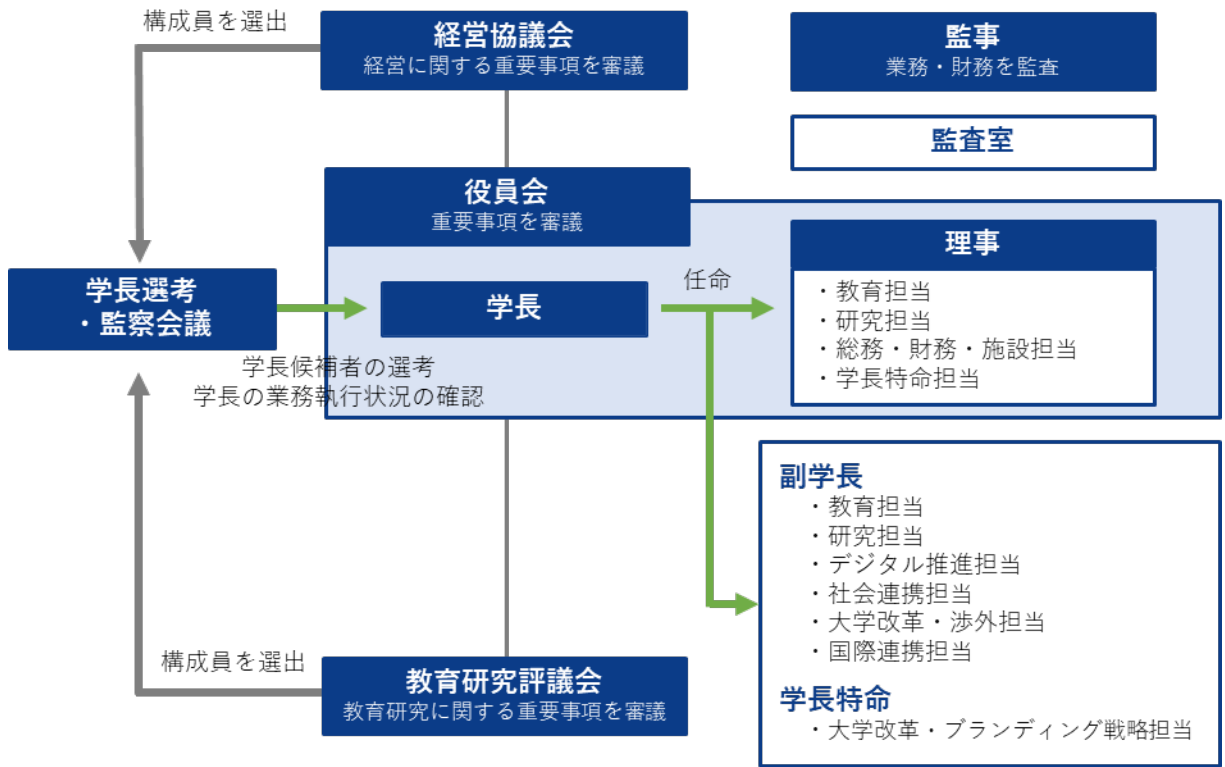 構成員を選出
経営協議会
経営に関する重要事項を審議
監事
業務・財務を監査
監査室
役員会
重要事項を審議
学長選考
・監察会議
学長
任命
理事
・教育担当
・研究担当
・総務・財務・施設担当
・学長特命担当
学長候補者の選考
学長の業務執行状況の確認
副学長
・教育担当
・研究担当
・デジタル推進担当
・社会連携担当
・大学改革・渉外担当
・国際連携担当
学長特命
・大学改革・ブランディング戦略担当
構成員を選出
教育研究評議会
教育研究に関する重要事項を審議